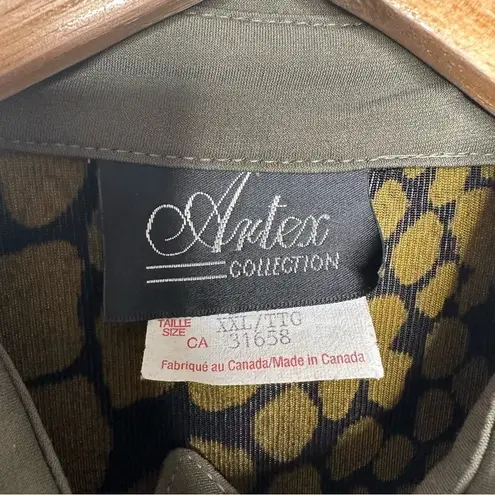 Artex
COLLECTION
TAILLE XXL/TTG
SIZE
CA 31658
Fabriqué au Canada/Made in Canada